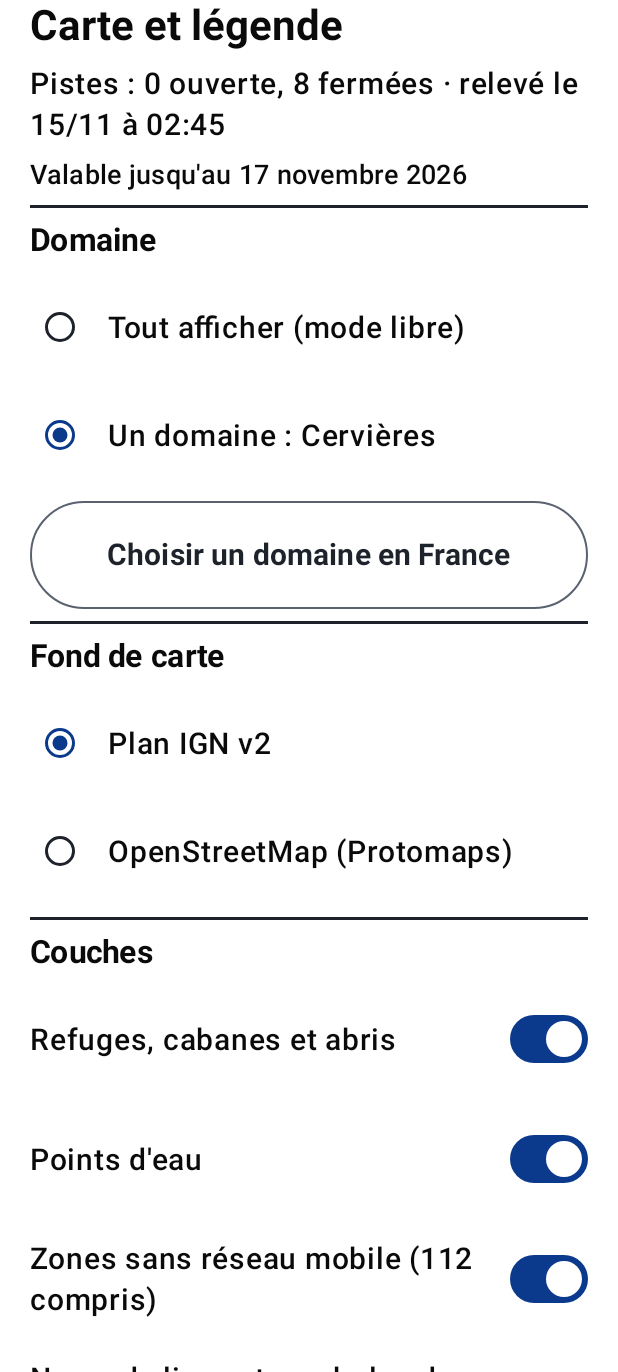 Carte et légende
Pistes : 0 ouverte, 8 fermées · relevé le
15/11 à 02:45
Valable jusqu'au 17 novembre 2026
Domaine
Tout afficher (mode libre)
Un domaine : Cervières
Choisir un domaine en France
Fond de carte
Plan IGN v2
OpenStreetMap (Protomaps)
Couches
Refuges, cabanes et abris
Points d'eau
Zones sans réseau mobile (112
compris)